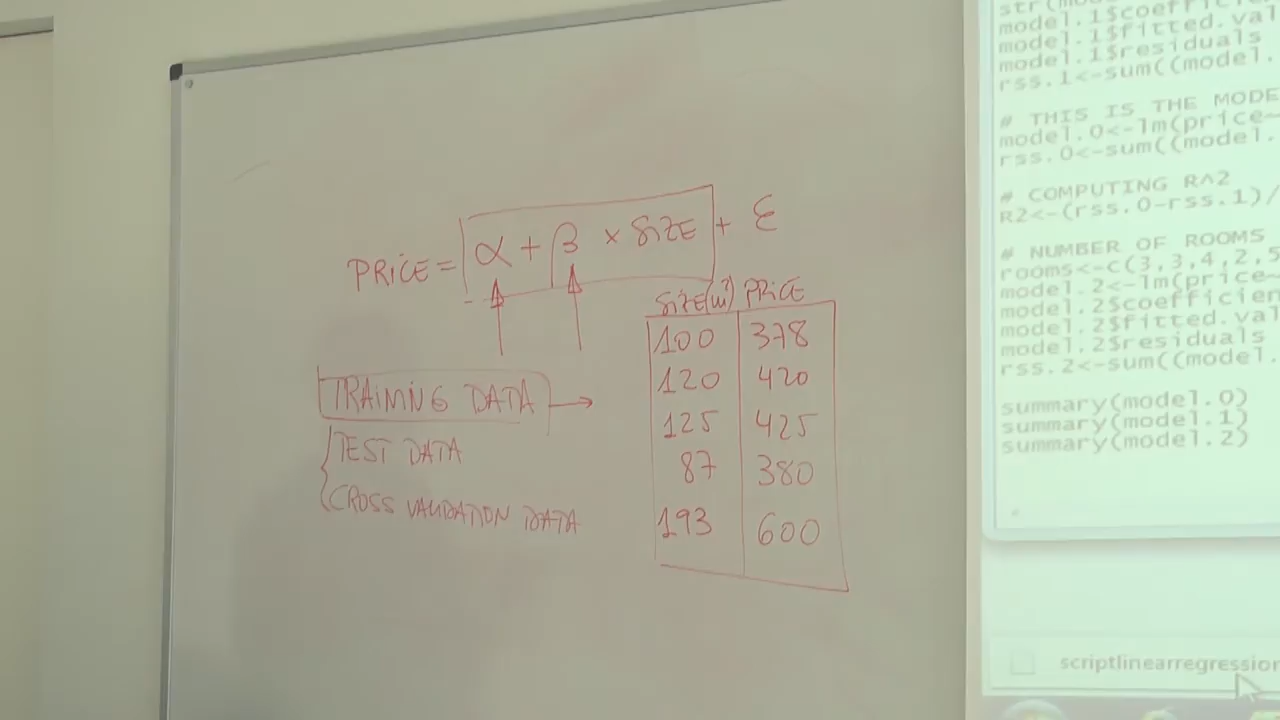 PRICE = α + β × SIZE + ε
SIZE (m²) PRICE
100 378
120 420
125 425
87 380
193 600
TRAINING DATA →
TEST DATA
CROSS VALIDATION DATA
str(mo
model.1$coeffici
model.1$fitted.val
model.1$residuals
rss.1<-sum((model.
# THIS IS THE MODE
model.0<-lm(price~
rss.0<-sum((model.
# COMPUTING R^2
R2<-(rss.0-rss.1)/
# NUMBER OF ROOMS
rooms<-c(3,3,4,2,5
model.2<-lm(price~
model.2$coefficien
model.2$fitted.val
model.2$residuals
rss.2<-sum((model.
summary(model.0)
summary(model.1)
summary(model.2)
scriptlinearregression